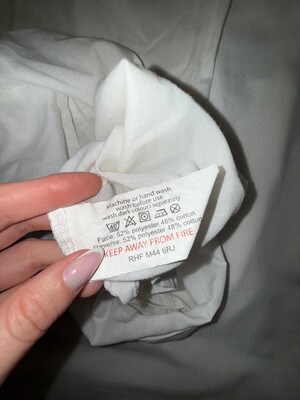 Machine or hand wash
wash before use
wash dark colours separately
Face: 52% polyester 48% cotton
Reverse: 52% polyester 48% cotton
KEEP AWAY FROM FIRE
RHF M44 6RJ